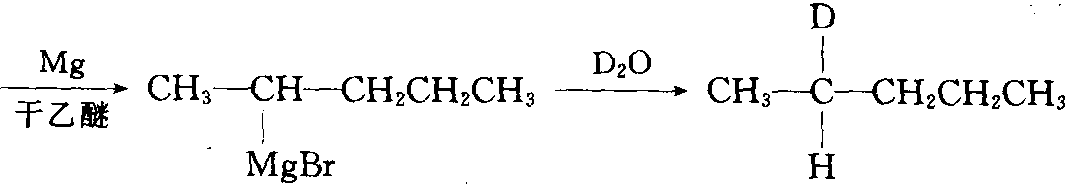 D
Mg
D₂O
CH₃—CH—CH₂CH₂CH₃
CH₃—C—CH₂CH₂CH₃
干乙醚
MgBr
H